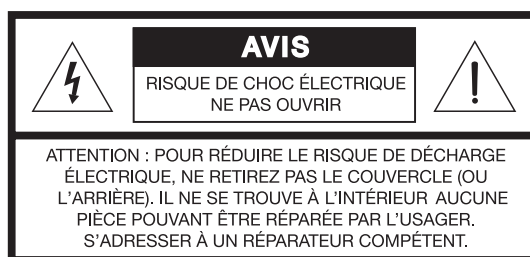 AVIS
RISQUE DE CHOC ÉLECTRIQUE
NE PAS OUVRIR
ATTENTION : POUR RÉDUIRE LE RISQUE DE DÉCHARGE
ÉLECTRIQUE, NE RETIREZ PAS LE COUVERCLE (OU
L'ARRIÈRE). IL NE SE TROUVE À L'INTÉRIEUR AUCUNE
PIÈCE POUVANT ÊTRE RÉPARÉE PAR L'USAGER.
S'ADRESSER À UN RÉPARATEUR COMPÉTENT.